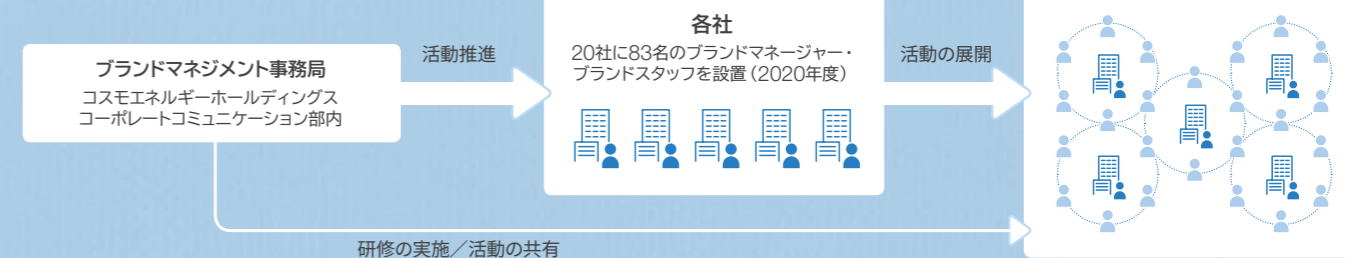 ブランドマネジメント事務局
コスモエネルギーホールディングス
コーポレートコミュニケーション部内
活動推進
各社
20社に83名のブランドマネージャー・
ブランドスタッフを設置（2020年度）
活動の展開
研修の実施／活動の共有